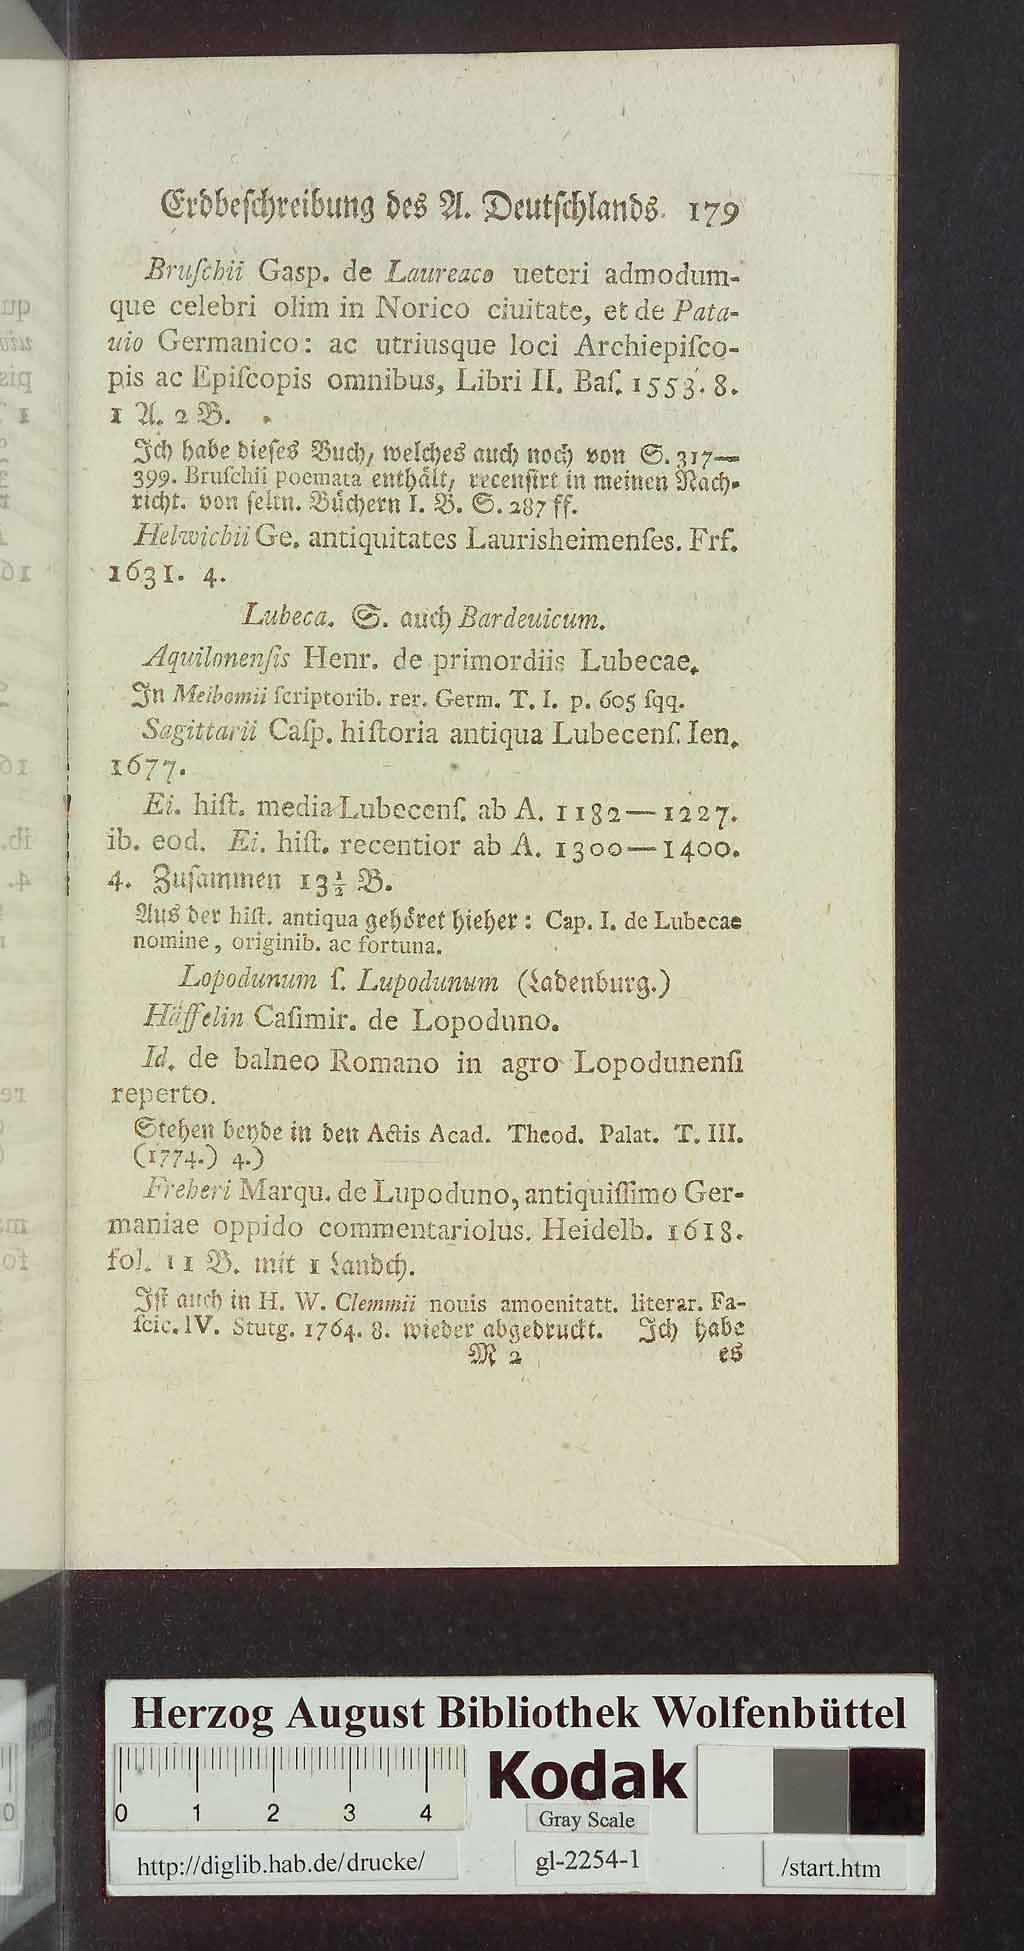 Erdbeſchreibung des A. Deutſchlands. 179
Bruſchii Gasp. de Laureaco ueteri admodum-
que celebri olim in Norico ciuitate, et de Pata-
uio Germanico: ac utriusque loci Archiepiſco-
pis ac Epiſcopis omnibus, Libri II. Baſ. 1553. 8.
1 A. 2 B.
Ich habe dieſes Buch, welches auch noch von S. 317—
399. Bruſchii poemata enthält, recenſirt in meinen Nach-
richt. von ſeltn. Büchern I. B. S. 287 ff.
Helwichii Ge. antiquitates Laurisheimenſes. Frf.
1631. 4.
Lubeca. S. auch Bardeuicum.
Aquilonenſis Henr. de primordiis Lubecae.
In Meibomii ſcriptorib. rer. Germ. T. I. p. 605 ſqq.
Sagittarii Caſp. hiſtoria antiqua Lubecenſ. Ien.
1677.
Ei. hiſt. media Lubecenſ. ab A. 1182—1227.
ib. eod. Ei. hiſt. recentior ab A. 1300—1400.
4. Zuſammen 13½ B.
Aus der hiſt. antiqua gehöret hieher: Cap. I. de Lubecae
nomine, originib. ac fortuna.
Lopodunum ſ. Lupodunum (Ladenburg.)
Häffelin Caſimir. de Lopoduno.
Id. de balneo Romano in agro Lopodunenſi
reperto.
Stehen beyde in den Actis Acad. Theod. Palat. T. III.
(1774.) 4.)
Freheri Marqu. de Lupoduno, antiquiſſimo Ger-
maniae oppido commentariolus. Heidelb. 1618.
fol. 11 B. mit 1 Landch.
Iſt auch in H. W. Clemmii nouis amoenitatt. literar. Fa-
ſcic. IV. Stutg. 1764. 8. wieder abgedruckt. Ich habe
M 2 es
Herzog August Bibliothek Wolfenbüttel
Kodak
0 1 2 3 4
Gray Scale
http://diglib.hab.de/drucke/ gl-2254-1 /start.htm